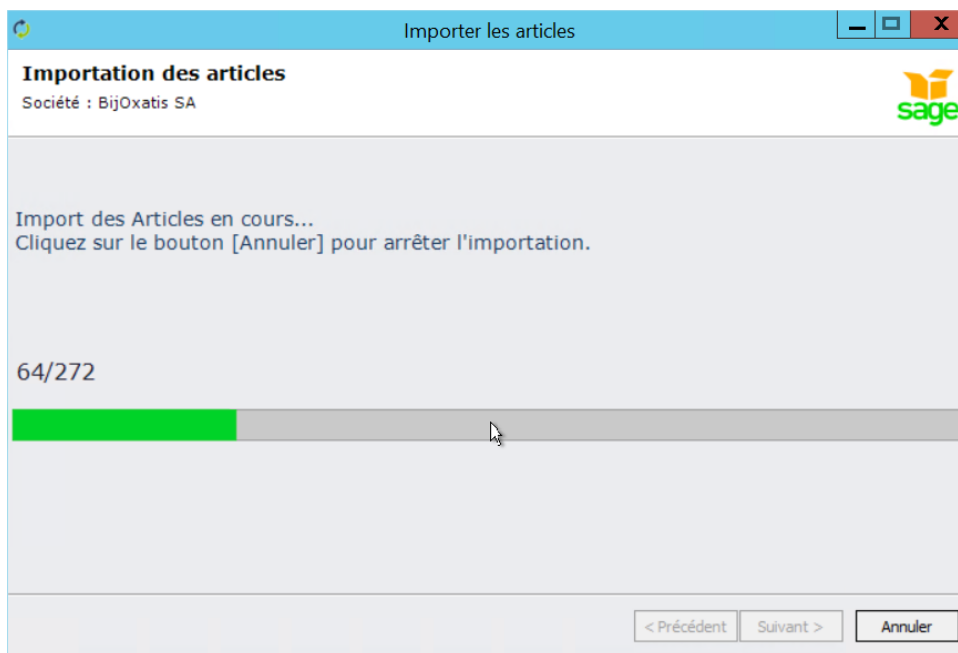 Importer les articles
Importation des articles
Société : BijOxatis SA
sage
Import des Articles en cours...
Cliquez sur le bouton [Annuler] pour arrêter l'importation.
64/272
< Précédent
Suivant >
Annuler